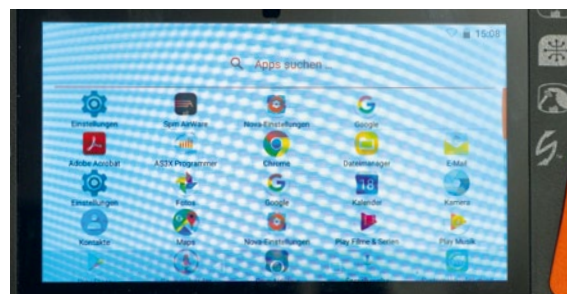 15:08
Apps suchen ...
Einstellungen Spm AirWare Nova-Einstellungen Google
Adobe Acrobat AS3X Programmer Chrome Dateimanager E-Mail
Einstellungen Fotos Google Kalender Kamera
18
Kontakte Maps Nova-Einstellungen Play Filme & Serien Play Musik